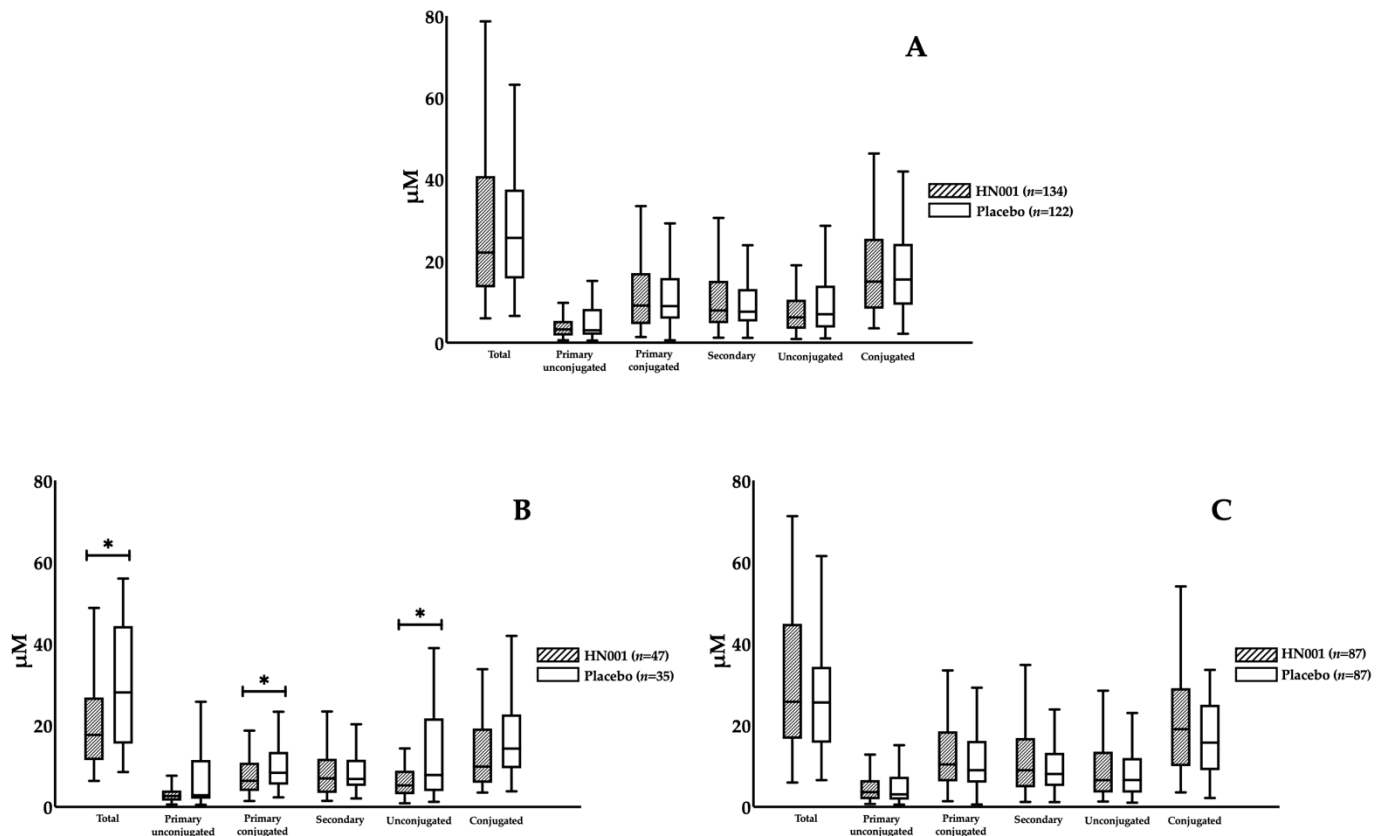 A
80
60
40
20
0
µM
HN001 (n=134)
Placebo (n=122)
Total
Primary
unconjugated
Primary
conjugated
Secondary
Unconjugated
Conjugated
B
80
60
40
20
0
µM
*
*
*
HN001 (n=47)
Placebo (n=35)
Total
Primary
unconjugated
Primary
conjugated
Secondary
Unconjugated
Conjugated
C
80
60
40
20
0
µM
HN001 (n=87)
Placebo (n=87)
Total
Primary
unconjugated
Primary
conjugated
Secondary
Unconjugated
Conjugated